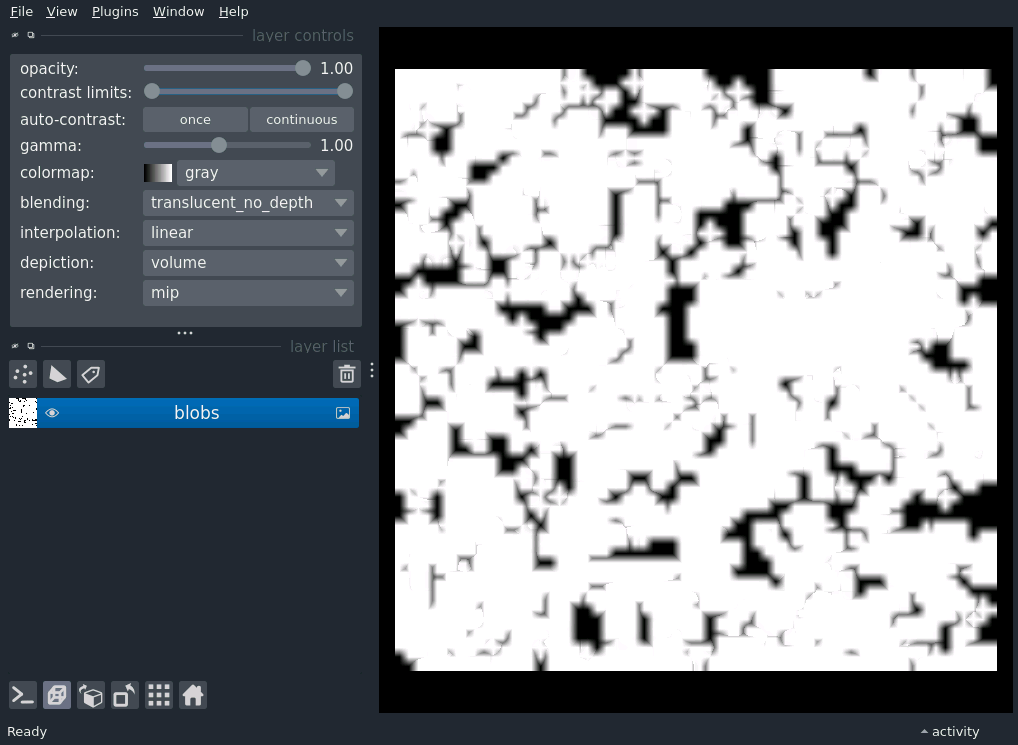 File View Plugins Window Help
layer controls
opacity: 1.00
contrast limits:
auto-contrast: once continuous
gamma: 1.00
colormap: gray
blending: translucent_no_depth
interpolation: linear
depiction: volume
rendering: mip
layer list
blobs
Ready activity